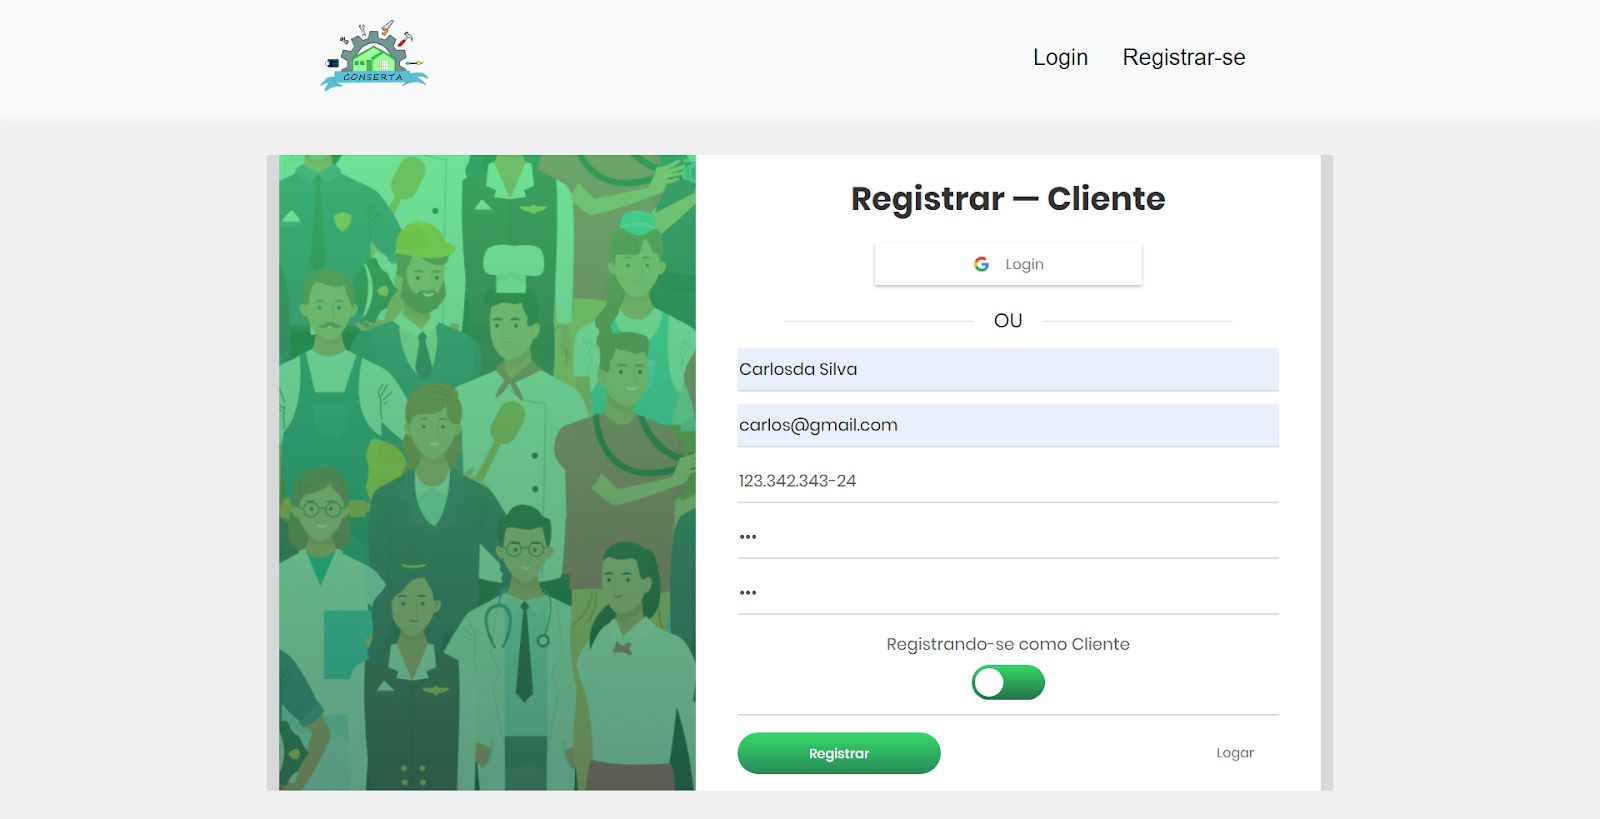 CONSERTA
Login
Registrar-se
Registrar — Cliente
Login
OU
Carlosda Silva
carlos@gmail.com
123.342.343-24
•••
•••
Registrando-se como Cliente
Registrar
Logar